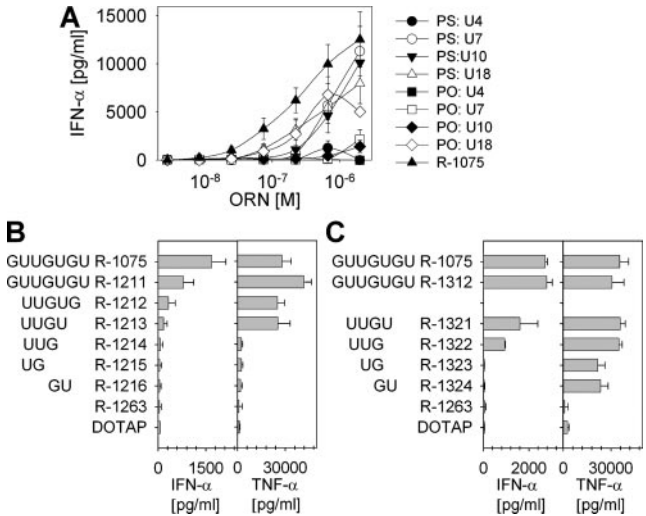 A
IFN-α [pg/ml]
15000
10000
5000
0
10⁻⁸ 10⁻⁷ 10⁻⁶
ORN [M]
PS: U4
PS: U7
PS:U10
PS: U18
PO: U4
PO: U7
PO: U10
PO: U18
R-1075
B
GUUGUGU R-1075
GUUGUGU R-1211
UUGUG R-1212
UUGU R-1213
UUG R-1214
UG R-1215
GU R-1216
R-1263
DOTAP
0 1500 0 30000
IFN-α TNF-α
[pg/ml] [pg/ml]
C
GUUGUGU R-1075
GUUGUGU R-1312
UUGU R-1321
UUG R-1322
UG R-1323
GU R-1324
R-1263
DOTAP
0 2000 0 30000
IFN-α TNF-α
[pg/ml] [pg/ml]